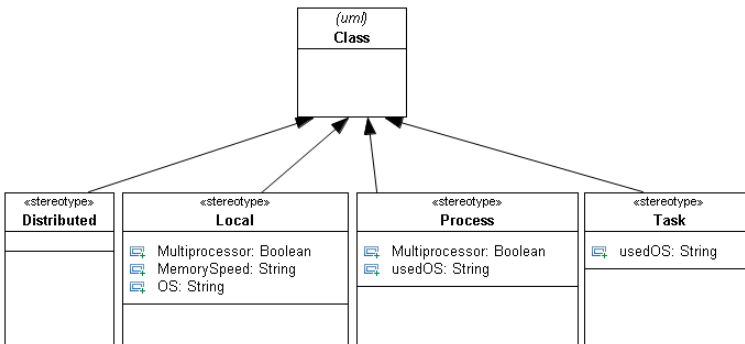 (uml)
Class
«stereotype»
Distributed
«stereotype»
Local
Multiprocessor: Boolean
MemorySpeed: String
OS: String
«stereotype»
Process
Multiprocessor: Boolean
usedOS: String
«stereotype»
Task
usedOS: String